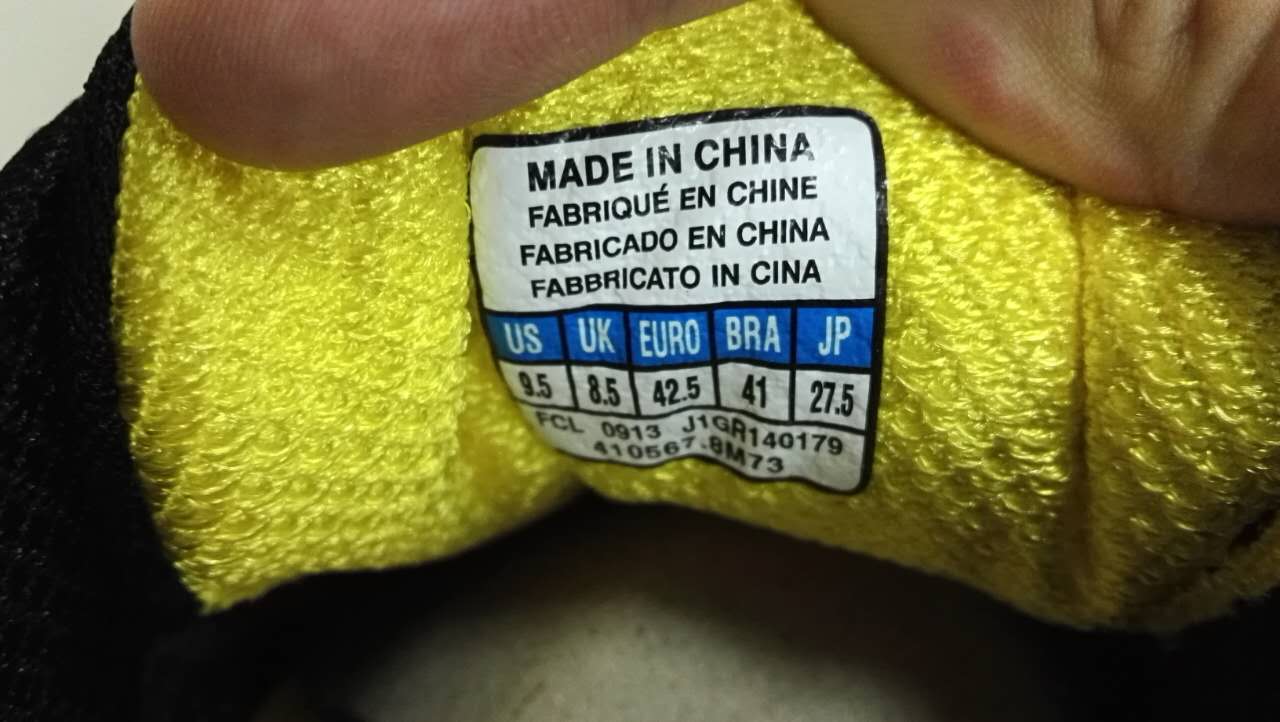 MADE IN CHINA
FABRIQUÉ EN CHINE
FABRICADO EN CHINA
FABBRICATO IN CINA
US UK EURO BRA JP
9.5 8.5 42.5 41 27.5
FCL 0913 J1GR140179
410567-8M73